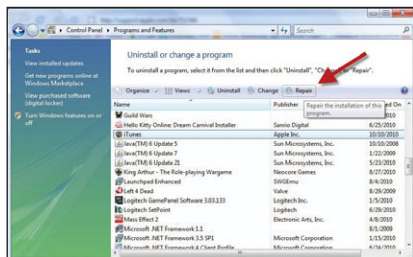 Control Panel ▸ Programs and Features
Search
Tasks
View installed updates
Get new programs online at Windows Marketplace
View purchased software (digital locker)
Turn Windows features on or off
Uninstall or change a program
To uninstall a program, select it from the list and then click "Uninstall", "Change", or "Repair".
Organize Views Uninstall Change Repair
Name Publisher
Repair the installation of this program.
Guild Wars
Hello Kitty Online: Dream Carnival Installer Sanrio Digital 6/25/2010
iTunes Apple Inc. 10/10/2010
Java(TM) 6 Update 5 Sun Microsystems, Inc. 10/10/2008
Java(TM) 6 Update 7 Sun Microsystems, Inc. 1/22/2009
Java(TM) 6 Update 21 Sun Microsystems, Inc. 5/23/2010
King Arthur - The Role-playing Wargame Neocore Games 8/27/2010
Launchpad Enhanced SWGEmu 8/4/2010
Left 4 Dead Valve 8/29/2009
Logitech GamePanel Software 3.03.133 Logitech Inc. 1/5/2010
Logitech SetPoint Logitech 6/29/2010
Mass Effect 2 Electronic Arts, Inc. 4/8/2010
Microsoft .NET Framework 1.1 8/1/2009
Microsoft .NET Framework 3.5 SP1 Microsoft Corporation 1/15/2010
Microsoft .NET Framework 4 Client Profile Microsoft Corporation 6/24/2010